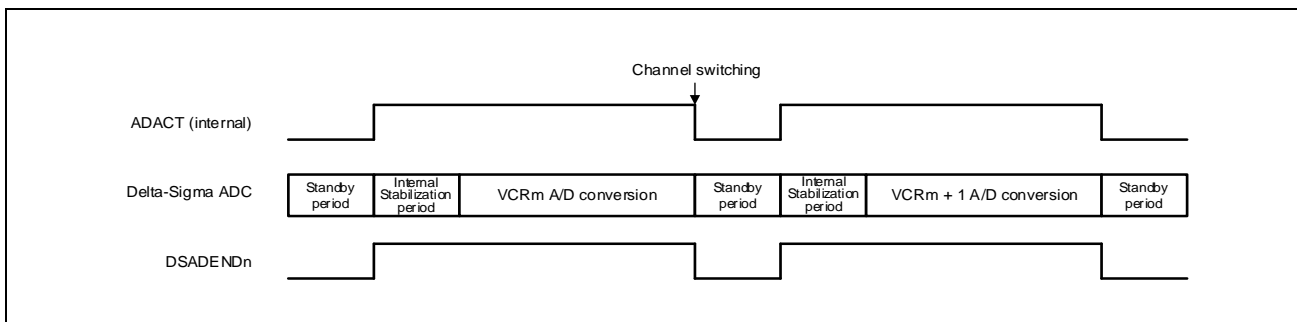 Channel switching
ADACT (internal)
Delta-Sigma ADC
Standby
period
Internal
Stabilization
period
VCRm A/D conversion
Standby
period
Internal
Stabilization
period
VCRm + 1 A/D conversion
Standby
period
DSADENDn